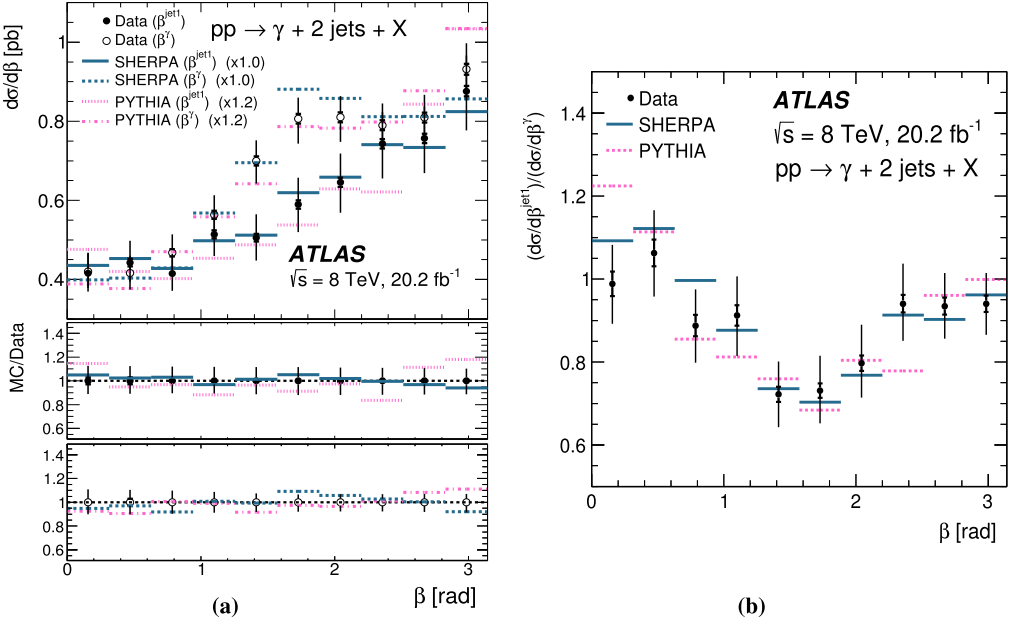 dσ/dβ [pb]
Data (β^jet1)
Data (β^γ)
SHERPA (β^jet1) (x1.0)
SHERPA (β^γ) (x1.0)
PYTHIA (β^jet1) (x1.2)
PYTHIA (β^γ) (x1.2)
pp → γ + 2 jets + X
ATLAS
√s = 8 TeV, 20.2 fb⁻¹
1
0.8
0.6
0.4
MC/Data
1.4
1.2
1
0.8
0.6
1.4
1.2
1
0.8
0.6
0 1 2 3
β [rad]
(a)
(dσ/dβ^jet1)/(dσ/dβ^γ)
Data
SHERPA
PYTHIA
ATLAS
√s = 8 TeV, 20.2 fb⁻¹
pp → γ + 2 jets + X
1.4
1.2
1
0.8
0.6
0 1 2 3
β [rad]
(b)